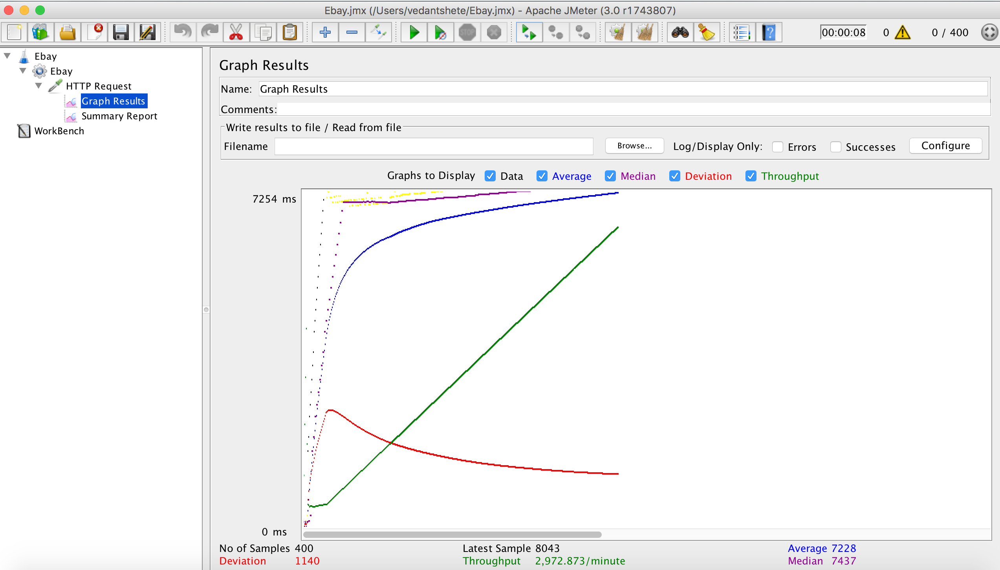 Ebay.jmx (/Users/vedantshete/Ebay.jmx) - Apache JMeter (3.0 r1743807)
STOP
00:00:08 0 0 / 400
Ebay
Ebay
HTTP Request
Graph Results
Summary Report
WorkBench
Graph Results
Name: Graph Results
Comments:
Write results to file / Read from file
Filename Browse... Log/Display Only: Errors Successes Configure
Graphs to Display Data Average Median Deviation Throughput
7254 ms
0 ms
No of Samples 400 Latest Sample 8043 Average 7228
Deviation 1140 Throughput 2,972.873/minute Median 7437